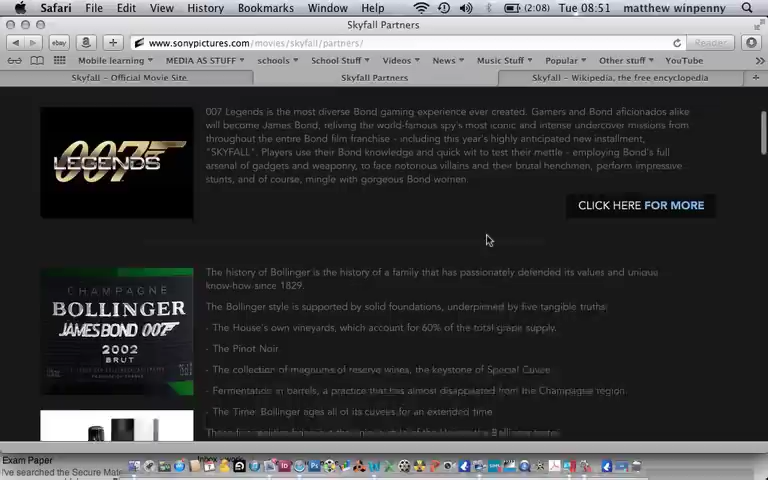 Safari File Edit View History Bookmarks Window Help (2:08) Tue 08:51 matthew winpenny
Skyfall Partners
ebay www.sonypictures.com/movies/skyfall/partners/ Reader
Mobile learning MEDIA AS STUFF schools School Stuff Videos News Music Stuff Popular Other stuff YouTube
Skyfall - Official Movie Site Skyfall Partners Skyfall - Wikipedia, the free encyclopedia
007
LEGENDS
007 Legends is the most diverse Bond gaming experience ever created. Gamers and Bond aficionados alike
will become James Bond, reliving the world-famous spy's most iconic and intense undercover missions from
throughout the entire Bond film franchise - including this year's highly anticipated new installment,
"SKYFALL". Players use their Bond knowledge and quick wit to test their mettle - employing Bond's full
arsenal of gadgets and weaponry, to face notorious villains and their brutal henchmen, perform impressive
stunts, and of course, mingle with gorgeous Bond women.
CLICK HERE FOR MORE
CHAMPAGNE
BOLLINGER
JAMES BOND 007
2002
BRUT
The history of Bollinger is the history of a family that has passionately defended its values and unique
know-how since 1829.
The Bollinger style is supported by solid foundations, underpinned by five tangible truths:
- The House's own vineyards, which account for 60% of the total grape supply.
- The Pinot Noir
- The collection of magnums of reserve wines, the keystone of Special Cuvée
- Fermentation in barrels, a practice that has almost disappeared from the Champagne region
- The Time: Bollinger ages all of its cuvees for an extended time
Exam Paper
I've searched the Secure Mate